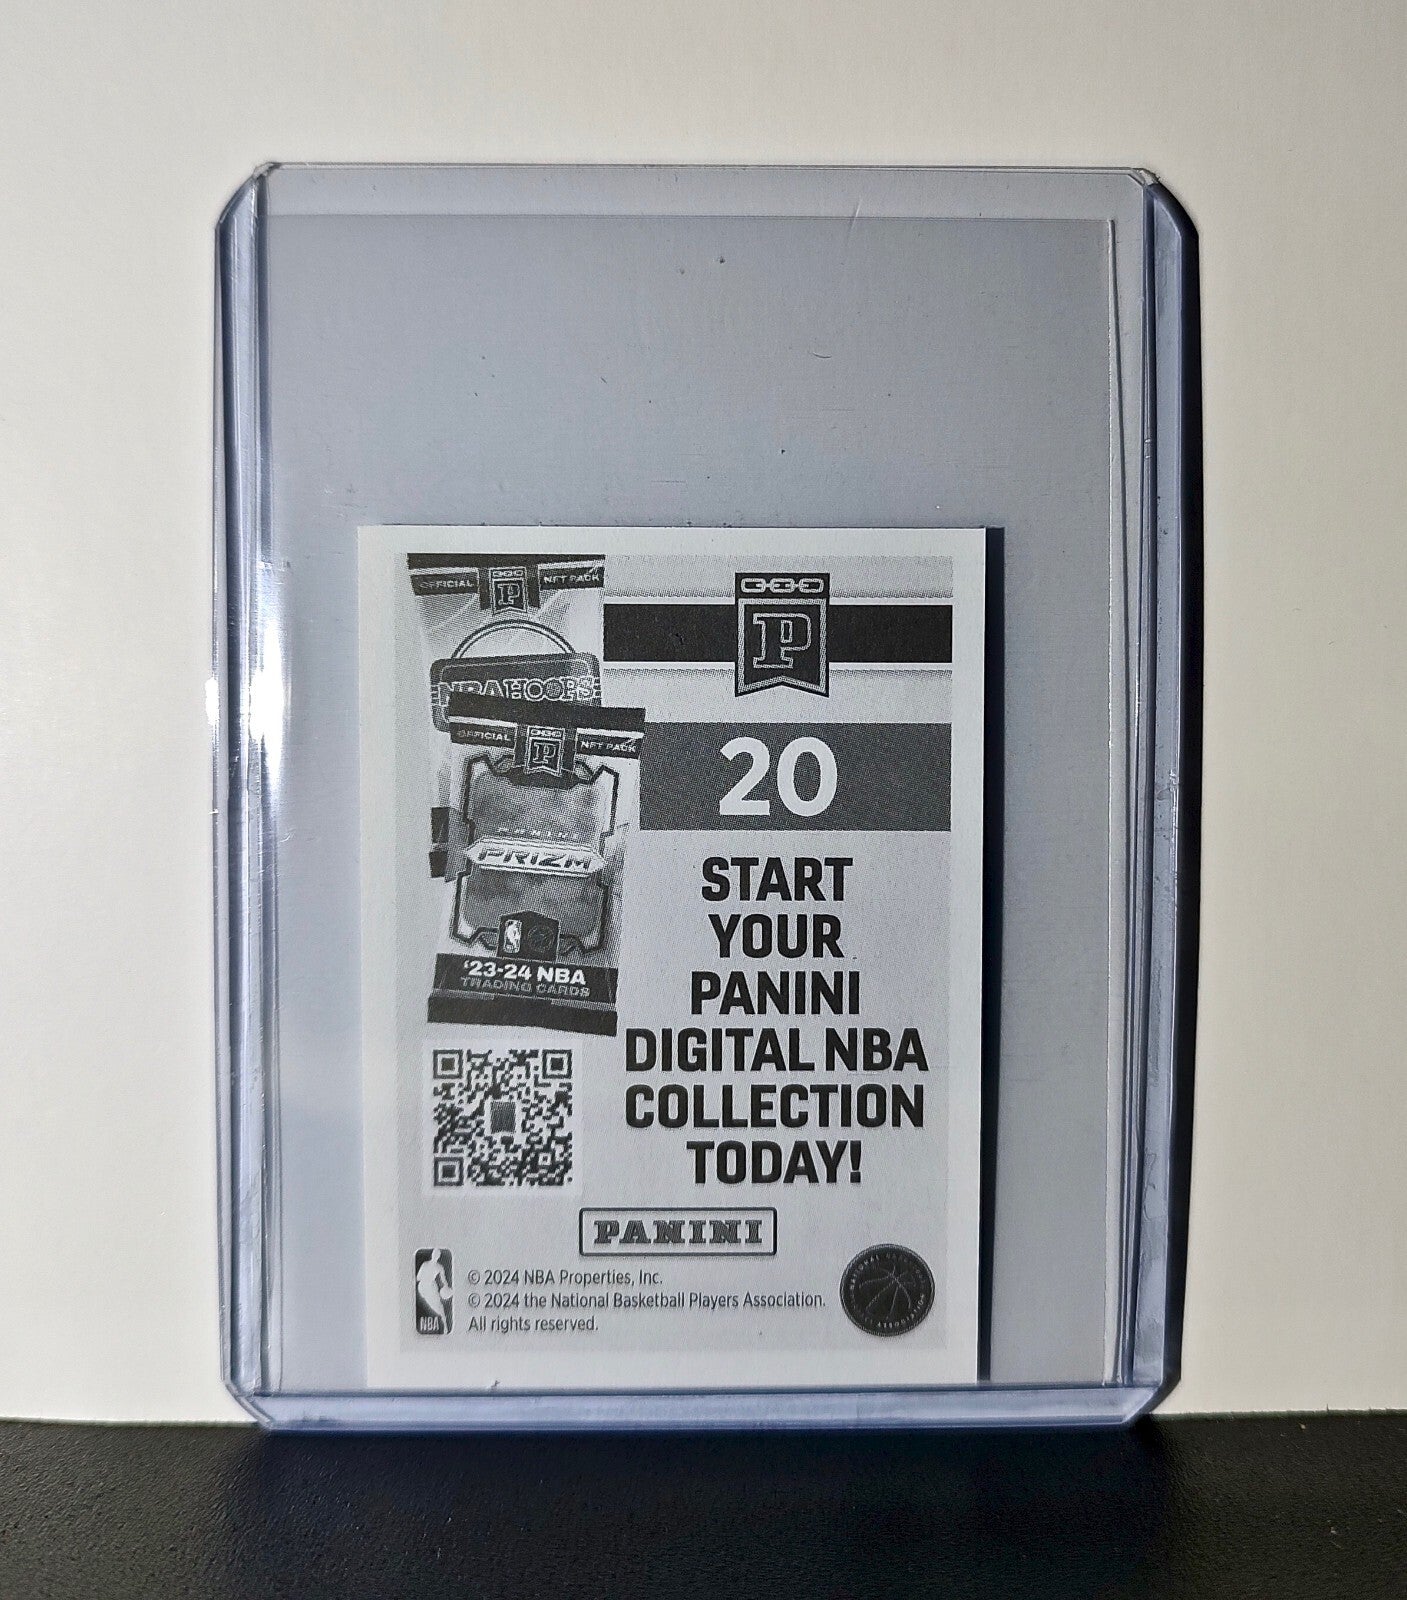 OFFICIAL
P
NFT PACK
NBA HOOPS
OFFICIAL
P
NFT PACK
PANINI
PRIZM
'23-24 NBA
TRADING CARDS
P
20
START
YOUR
PANINI
DIGITAL NBA
COLLECTION
TODAY!
PANINI
NBA
© 2024 NBA Properties, Inc.
© 2024 the National Basketball Players Association.
All rights reserved.
NATIONAL
ASSOCIATION